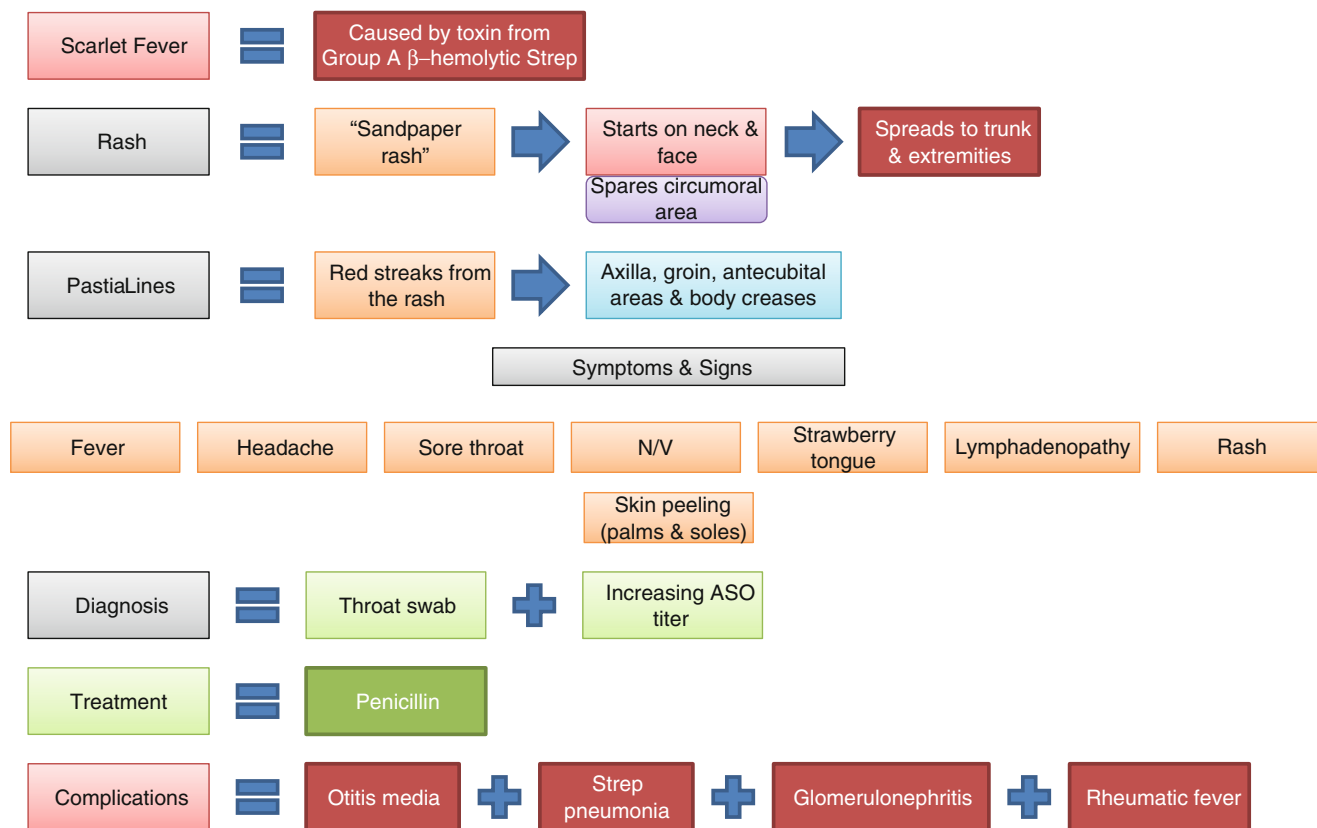 Scarlet Fever
Caused by toxin from
Group A β–hemolytic Strep
Rash
“Sandpaper
rash”
Starts on neck &
face
Spares circumoral
area
Spreads to trunk
& extremities
PastiaLines
Red streaks from
the rash
Axilla, groin, antecubital
areas & body creases
Symptoms & Signs
Fever
Headache
Sore throat
N/V
Strawberry
tongue
Lymphadenopathy
Rash
Skin peeling
(palms & soles)
Diagnosis
Throat swab
Increasing ASO
titer
Treatment
Penicillin
Complications
Otitis media
Strep
pneumonia
Glomerulonephritis
Rheumatic fever